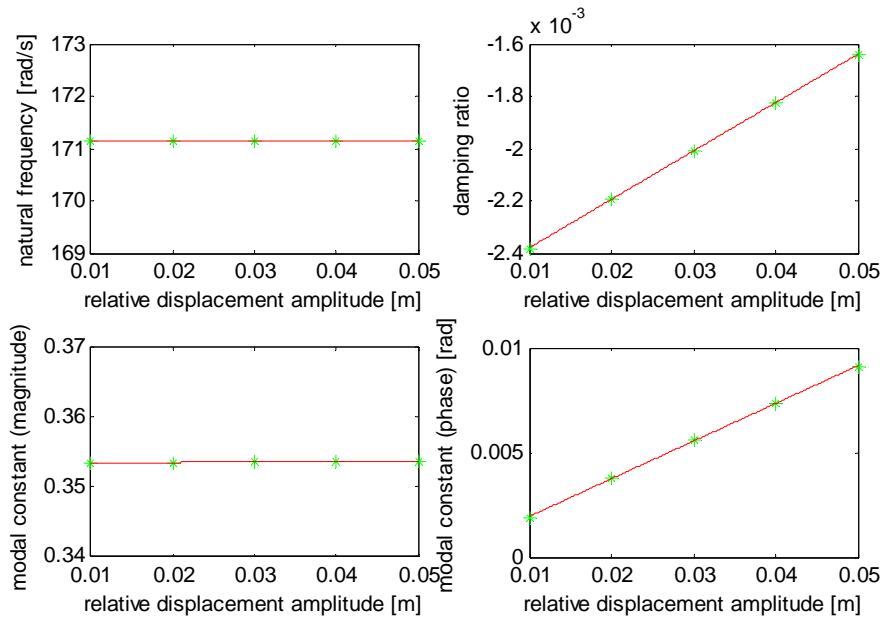 173
172
171
170
169
0.01 0.02 0.03 0.04 0.05
relative displacement amplitude [m]
natural frequency [rad/s]
x 10-3
-1.6
-1.8
-2
-2.2
-2.4
0.01 0.02 0.03 0.04 0.05
relative displacement amplitude [m]
damping ratio
0.37
0.36
0.35
0.34
0.01 0.02 0.03 0.04 0.05
relative displacement amplitude [m]
modal constant (magnitude)
0.01
0.005
0
0.01 0.02 0.03 0.04 0.05
relative displacement amplitude [m]
modal constant (phase) [rad]